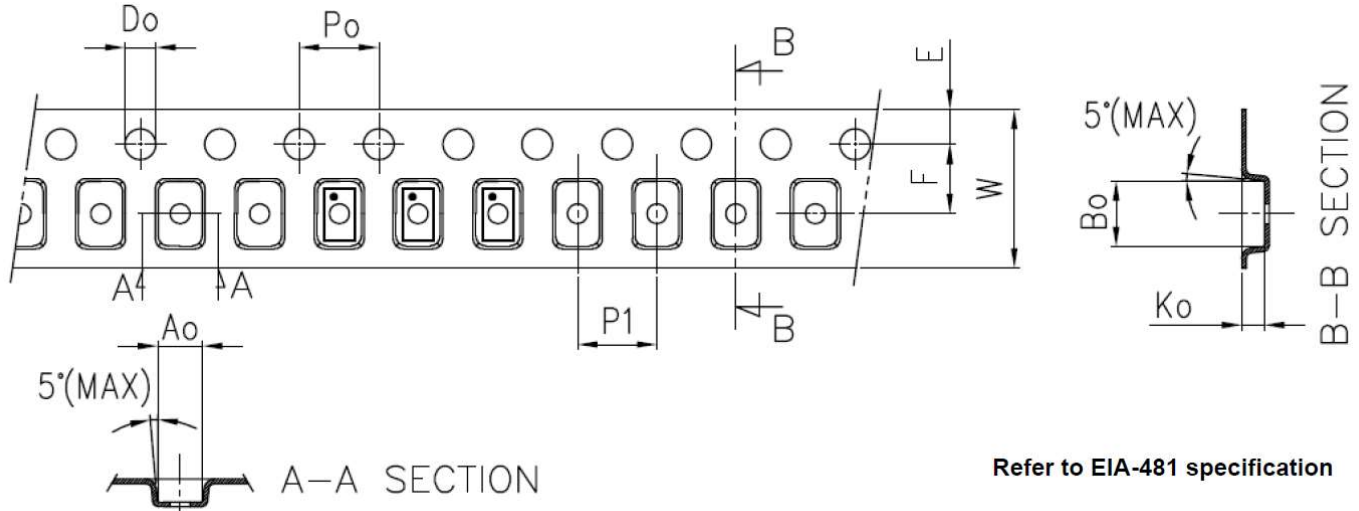 Do
Po
B
E
5°(MAX)
F
W
Bo
B-B SECTION
A
A
P1
B
Ko
Ao
5°(MAX)
A-A SECTION
Refer to EIA-481 specification